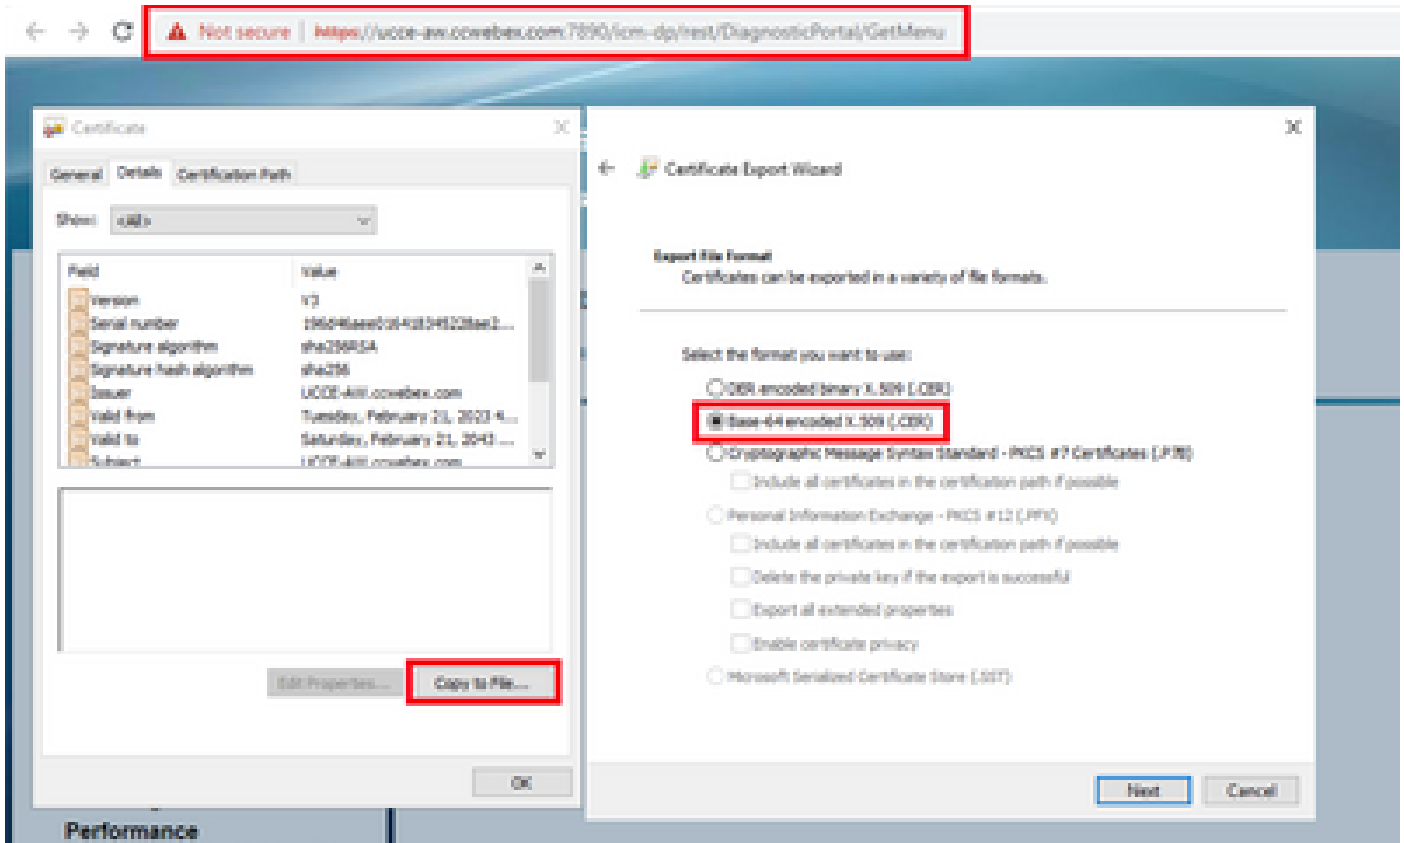 Not secure | https://ucce-aw.ccwebex.com:7890/icm-dp/rest/DiagnosticPortal/GetMenu
Certificate
General Details Certification Path
Show: <All>
Field Value
Version V3
Serial number
Signature algorithm sha256RSA
Signature hash algorithm sha256
Issuer UCCE-AW.ccwebex.com
Valid from Tuesday, February 21, 2023 4...
Valid to Saturday, February 21, 2043 ...
Subject UCCE-AW.ccwebex.com
Edit Properties...
Copy to File...
OK
Certificate Export Wizard
Export File Format
Certificates can be exported in a variety of file formats.
Select the format you want to use:
DER encoded binary X.509 (.CER)
Base-64 encoded X.509 (.CER)
Cryptographic Message Syntax Standard - PKCS #7 Certificates (.P7B)
Include all certificates in the certification path if possible
Personal Information Exchange - PKCS #12 (.PFX)
Include all certificates in the certification path if possible
Delete the private key if the export is successful
Export all extended properties
Enable certificate privacy
Microsoft Serialized Certificate Store (.SST)
Next
Cancel
Performance